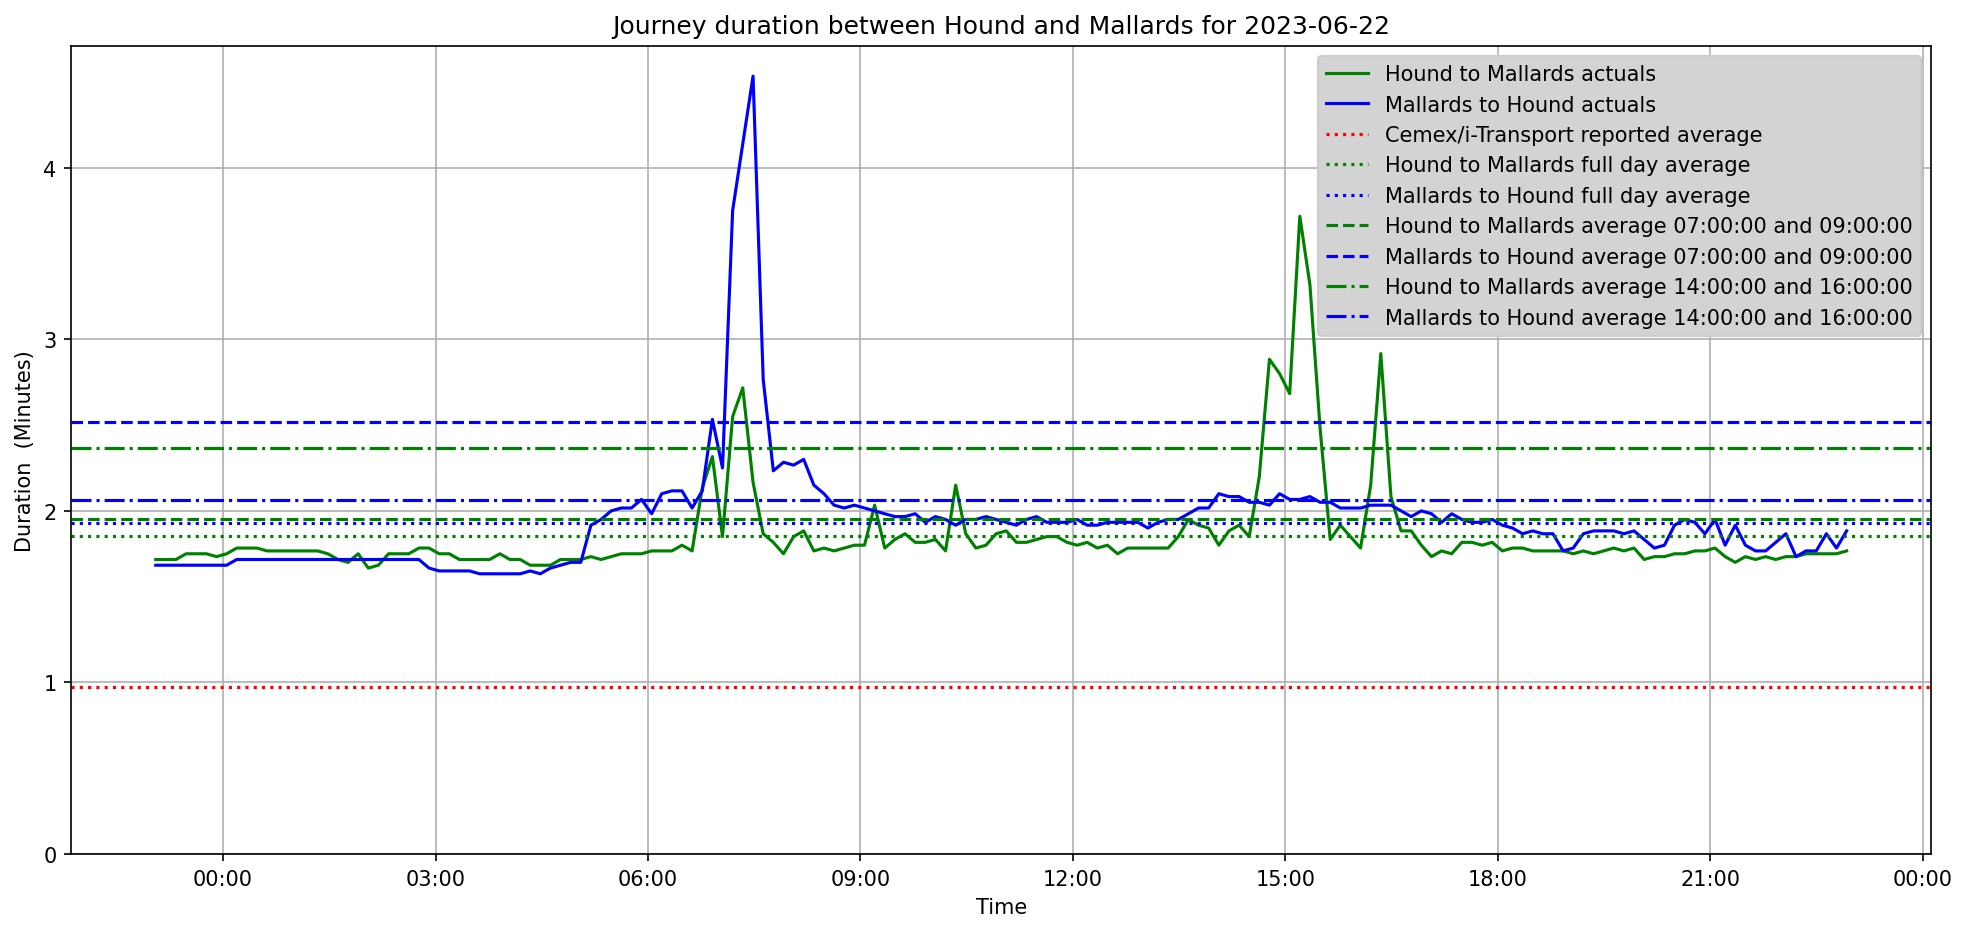 Journey duration between Hound and Mallards for 2023-06-22
Hound to Mallards actuals
Mallards to Hound actuals
Cemex/i-Transport reported average
Hound to Mallards full day average
Mallards to Hound full day average
Hound to Mallards average 07:00:00 and 09:00:00
Mallards to Hound average 07:00:00 and 09:00:00
Hound to Mallards average 14:00:00 and 16:00:00
Mallards to Hound average 14:00:00 and 16:00:00
Duration (Minutes)
4
3
2
1
0
00:00 03:00 06:00 09:00 12:00 15:00 18:00 21:00 00:00
Time